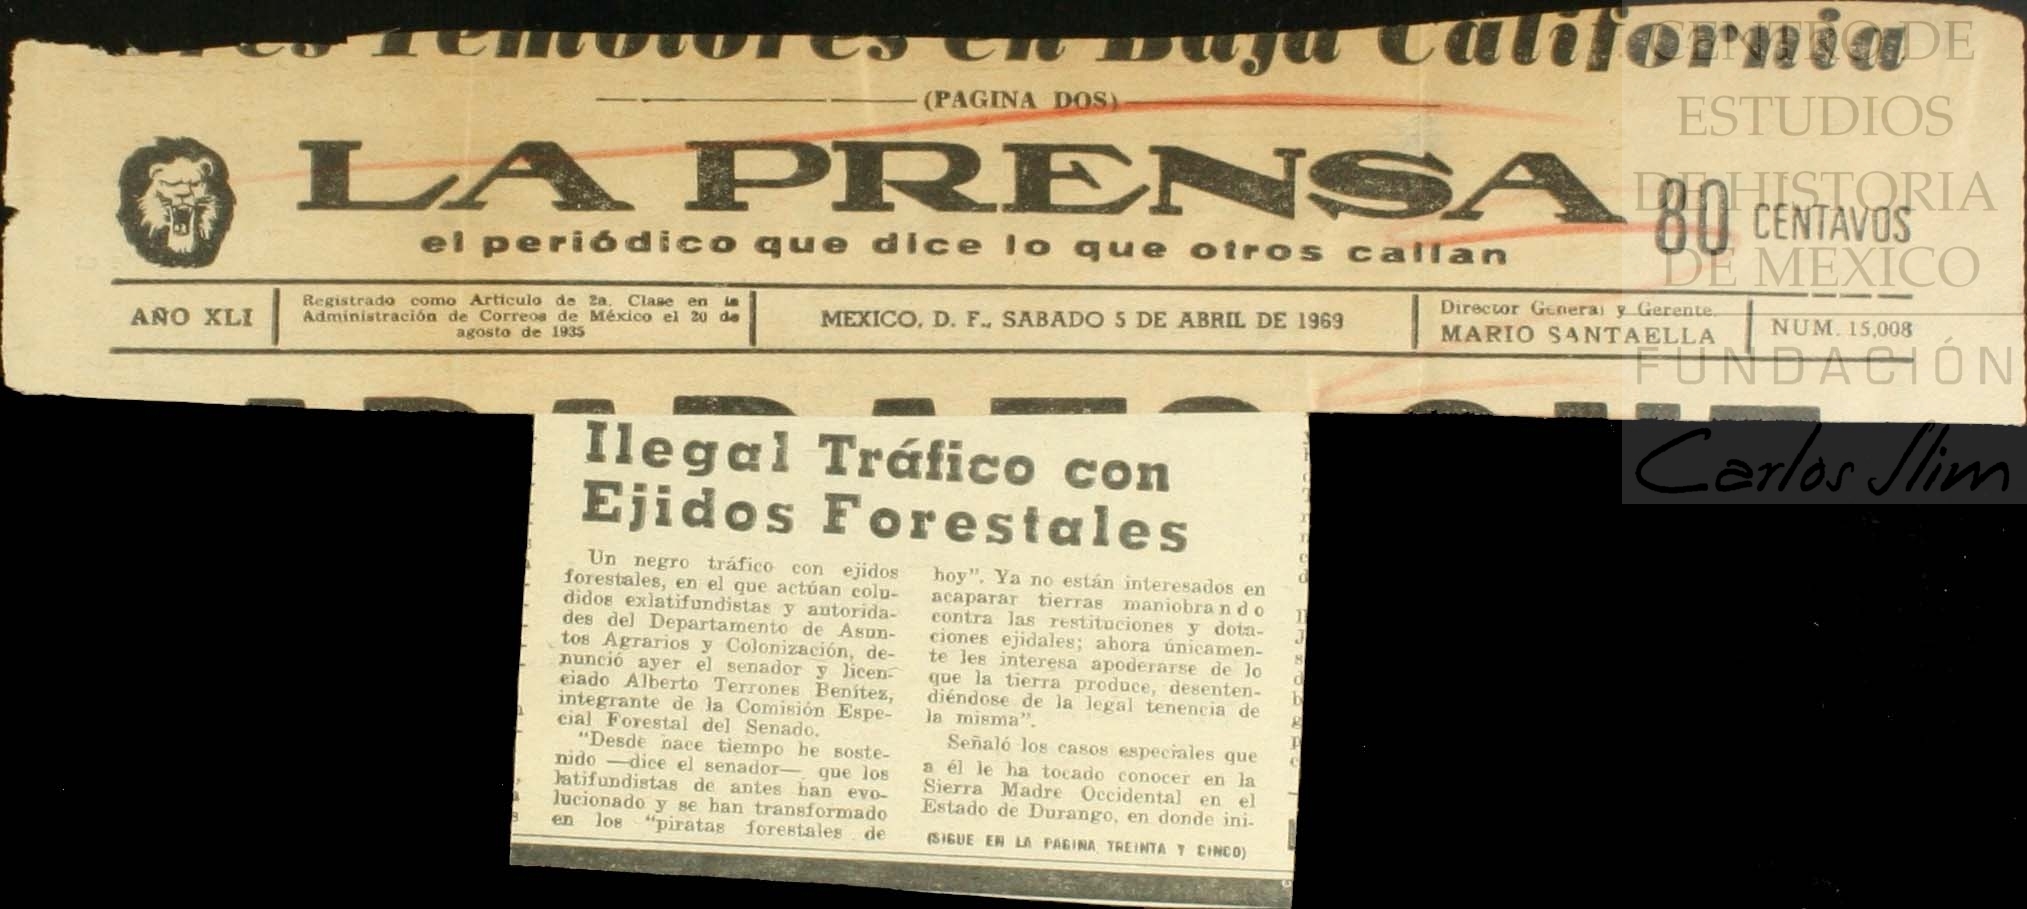 Temblores en Baja California
(PAGINA DOS)
LA PRENSA
80 CENTAVOS
el periódico que dice lo que otros callan
AÑO XLI
Registrado como Artículo de 2a. Clase en la
Administración de Correos de México el 20 de
agosto de 1935
MEXICO, D. F., SABADO 5 DE ABRIL DE 1969
Director General y Gerente
MARIO SANTAELLA
NUM. 15,008
Ilegal Tráfico con
Ejidos Forestales
Un negro tráfico con ejidos
forestales, en el que actúan colu-
didos exlatifundistas y autorida-
des del Departamento de Asun-
tos Agrarios y Colonización, de-
nunció ayer el senador y licen-
ciado Alberto Terrones Benítez,
integrante de la Comisión Espe-
cial Forestal del Senado.
"Desde hace tiempo he soste-
nido —dice el senador— que los
latifundistas de antes han evo-
lucionado y se han transformado
en los "piratas forestales de
hoy". Ya no están interesados en
acaparar tierras maniobrando
contra las restituciones y dota-
ciones ejidales; ahora únicamen-
te les interesa apoderarse de lo
que la tierra produce, desenten-
diéndose de la legal tenencia de
la misma".
Señaló los casos especiales que
a él le ha tocado conocer en la
Sierra Madre Occidental en el
Estado de Durango, en donde ini-
(SIGUE EN LA PAGINA TREINTA Y CINCO)
CENTRO DE
ESTUDIOS
DE HISTORIA
DE MEXICO
FUNDACIÓN
Carlos Slim